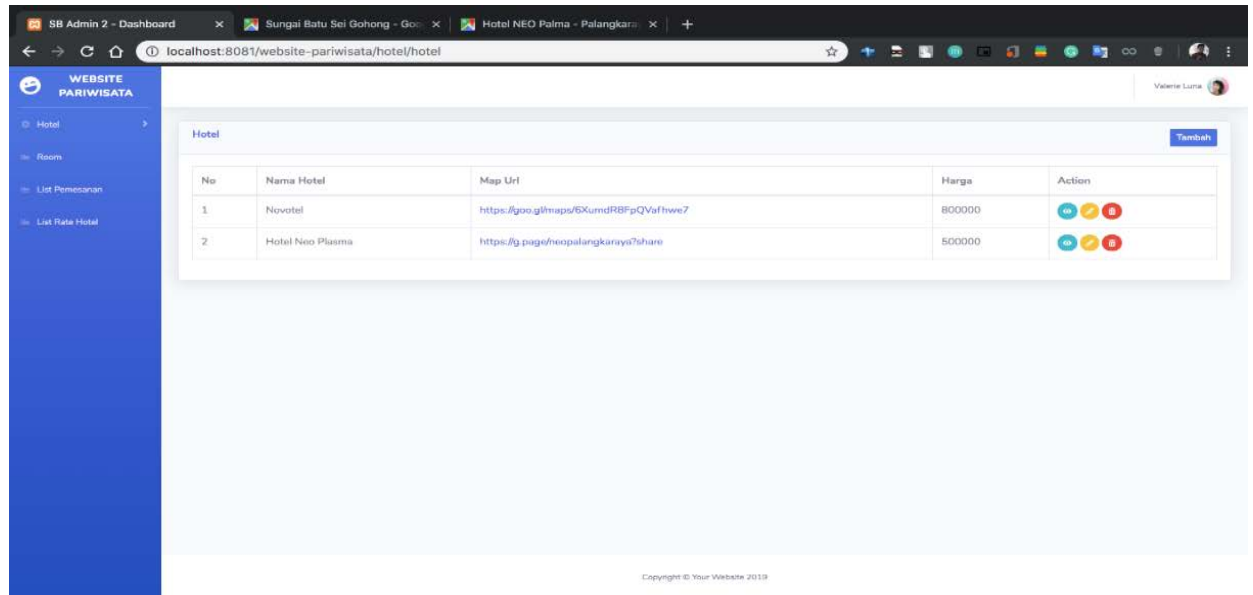 SB Admin 2 - Dashboard
Sungai Batu Sei Gohong - Goo
Hotel NEO Palma - Palangkara
localhost:8081/website-pariwisata/hotel/hotel
WEBSITE
PARIWISATA
Valerie Luna
Hotel
Room
List Pemesanan
List Rate Hotel
Hotel
Tambah
No Nama Hotel Map Url Harga Action
1 Novotel https://goo.gl/maps/6XumdR8FpQVafhwe7 800000
2 Hotel Neo Plasma https://g.page/neopalangkaraya?share 500000
Copyright © Your Website 2019